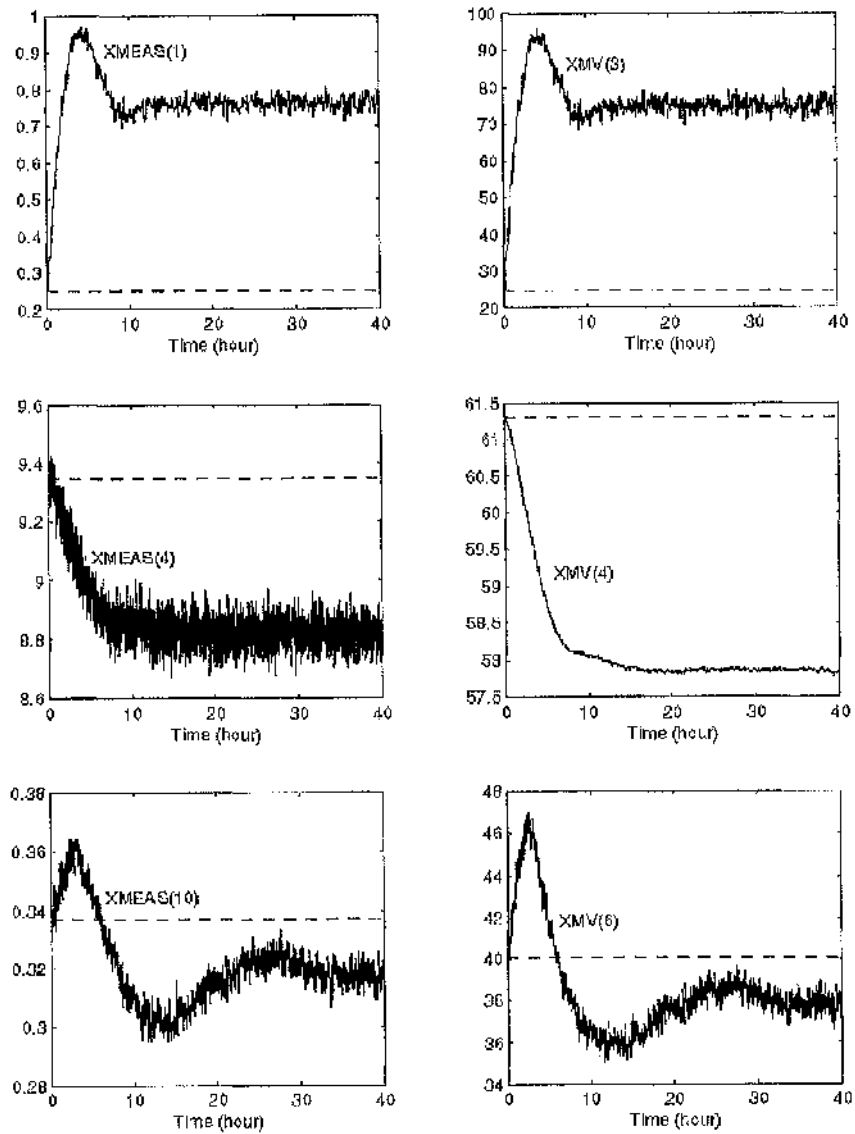 1
0.9
0.8
0.7
0.6
0.5
0.4
0.3
0.2
XMEAS(1)
0 10 20 30 40
Time (hour)
100
90
80
70
60
50
40
30
20
XMV(3)
0 10 20 30 40
Time (hour)
9.6
9.4
9.2
9
8.8
8.6
XMEAS(4)
0 10 20 30 40
Time (hour)
61.5
61
60.5
60
59.5
59
58.5
58
57.5
XMV(4)
0 10 20 30 40
Time (hour)
0.38
0.36
0.34
0.32
0.3
0.28
XMEAS(10)
0 10 20 30 40
Time (hour)
48
46
44
42
40
38
36
34
XMV(6)
0 10 20 30 40
Time (hour)